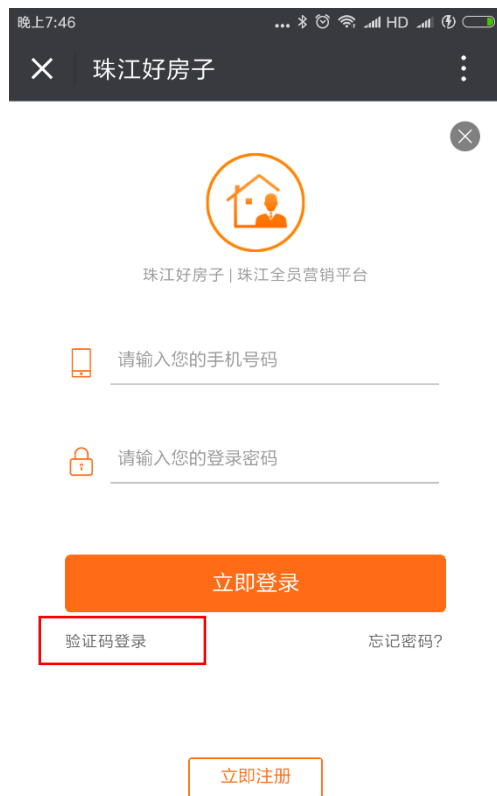 晚上7:46 HD
珠江好房子
珠江好房子 | 珠江全员营销平台
请输入您的手机号码
请输入您的登录密码
立即登录
验证码登录 忘记密码?
立即注册